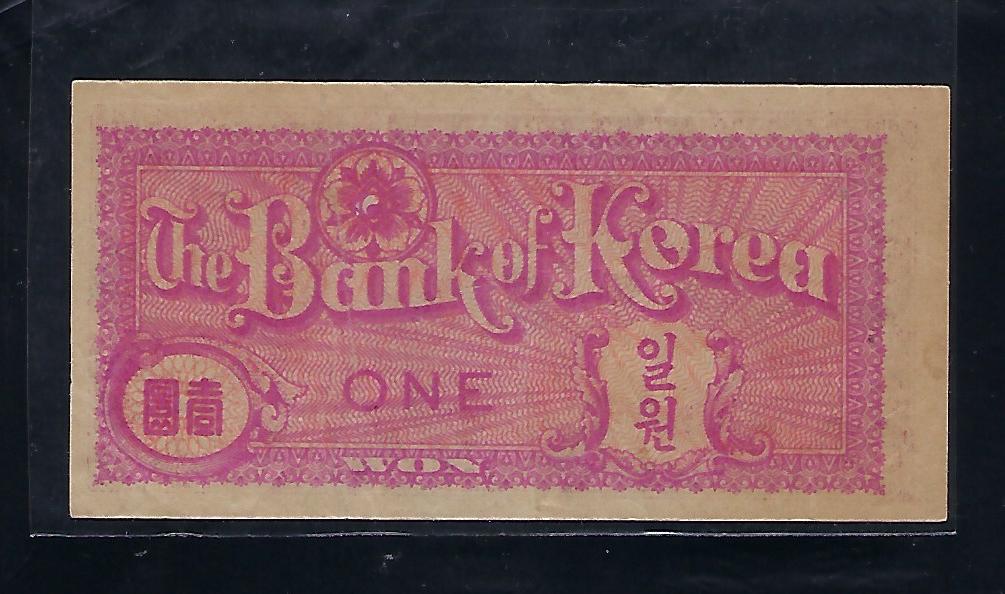 The Bank of Korea
圓壹
ONE
일
원
WON